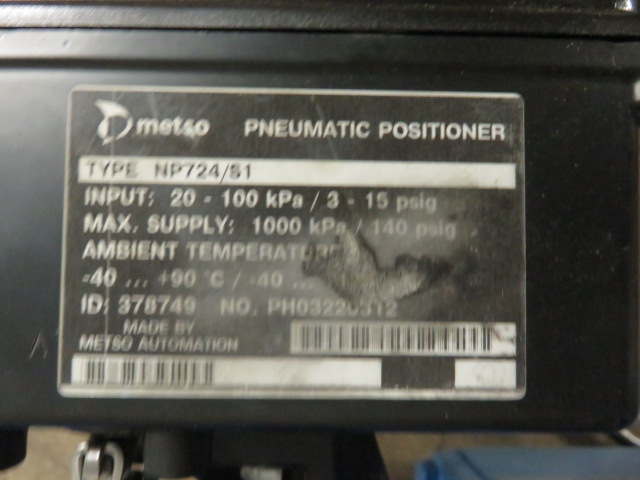 metso PNEUMATIC POSITIONER
TYPE NP724/S1
INPUT: 20 - 100 kPa / 3 - 15 psig
MAX. SUPPLY: 1000 kPa / 140 psig
AMBIENT TEMPERATURE
-40 ... +90 °C / -40 ...
ID: 378749 NO.
MADE BY
METSO AUTOMATION